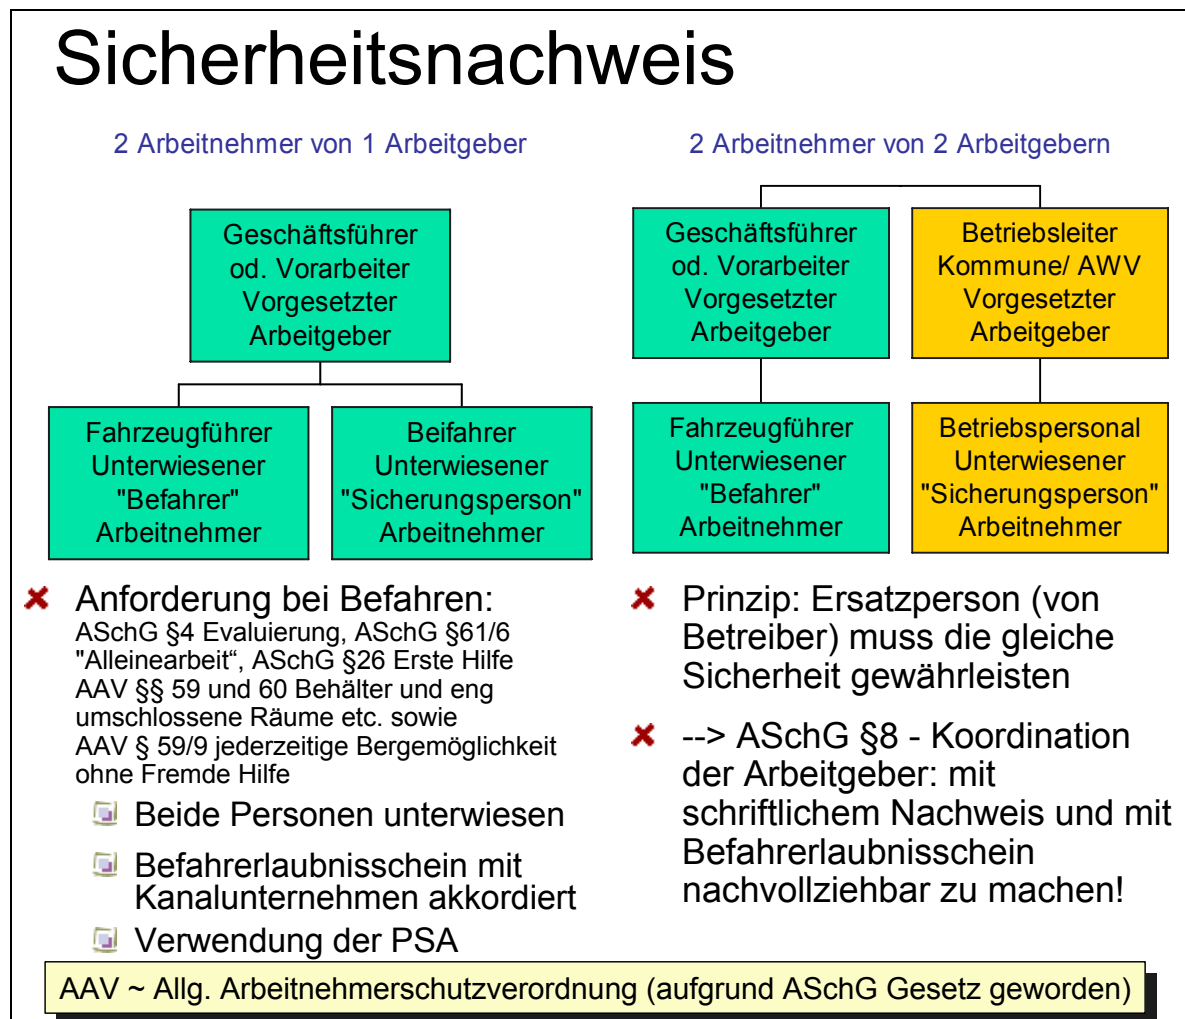 Sicherheitsnachweis
2 Arbeitnehmer von 1 Arbeitgeber
Geschäftsführer
od. Vorarbeiter
Vorgesetzter
Arbeitgeber
Fahrzeugführer
Unterwiesener
"Befahrer"
Arbeitnehmer
Beifahrer
Unterwiesener
"Sicherungsperson"
Arbeitnehmer
Anforderung bei Befahren:
ASchG §4 Evaluierung, ASchG §61/6
"Alleinearbeit“, ASchG §26 Erste Hilfe
AAV §§ 59 und 60 Behälter und eng
umschlossene Räume etc. sowie
AAV § 59/9 jederzeitige Bergemöglichkeit
ohne Fremde Hilfe
Beide Personen unterwiesen
Befahrerlaubnisschein mit
Kanalunternehmen akkordiert
Verwendung der PSA
2 Arbeitnehmer von 2 Arbeitgebern
Geschäftsführer
od. Vorarbeiter
Vorgesetzter
Arbeitgeber
Betriebsleiter
Kommune/ AWV
Vorgesetzter
Arbeitgeber
Fahrzeugführer
Unterwiesener
"Befahrer"
Arbeitnehmer
Betriebspersonal
Unterwiesener
"Sicherungsperson"
Arbeitnehmer
Prinzip: Ersatzperson (von
Betreiber) muss die gleiche
Sicherheit gewährleisten
--> ASchG §8 - Koordination
der Arbeitgeber: mit
schriftlichem Nachweis und mit
Befahrerlaubnisschein
nachvollziehbar zu machen!
AAV ~ Allg. Arbeitnehmerschutzverordnung (aufgrund ASchG Gesetz geworden)